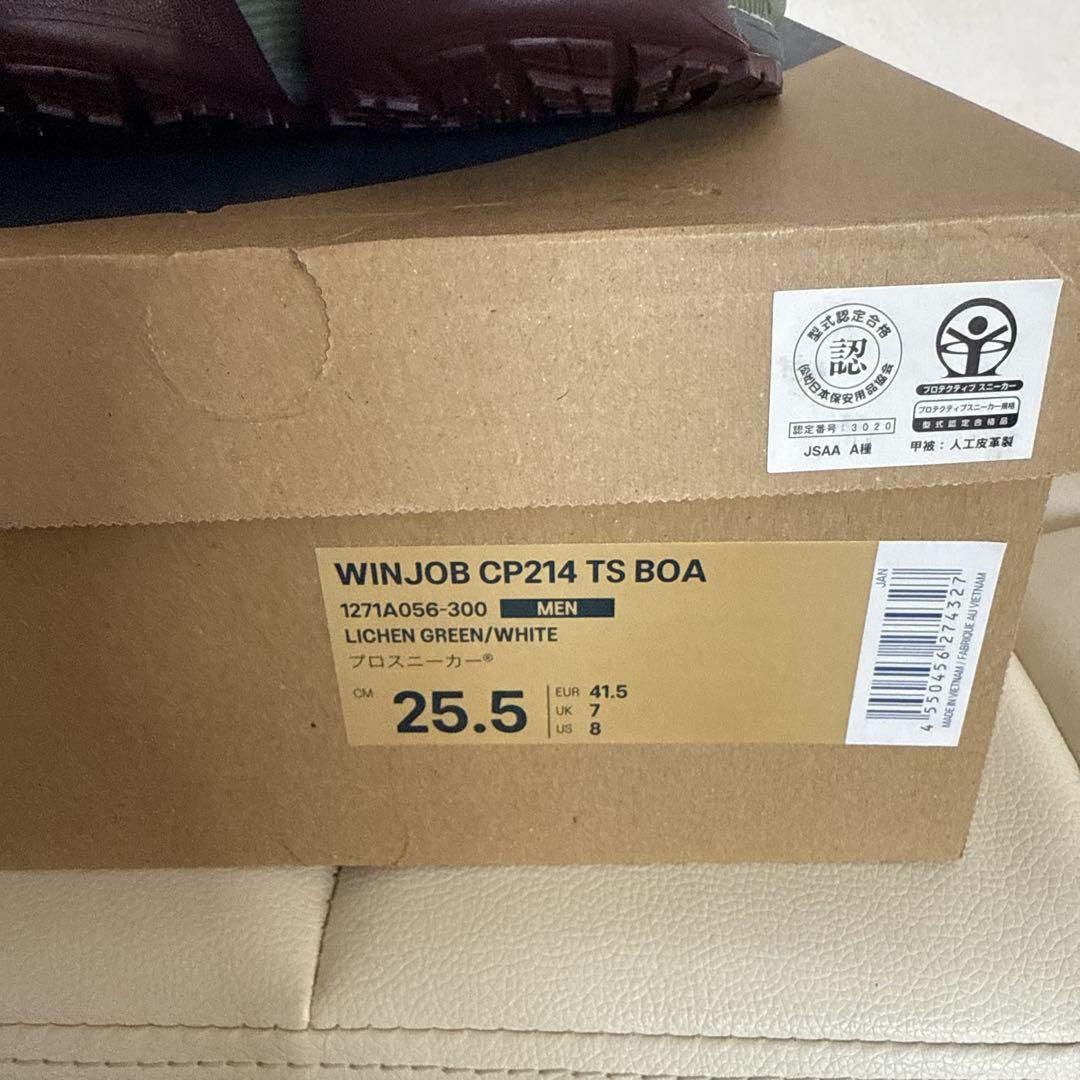 型式認定合格
認
(公社)日本保安用品協会
認定番号:3020
JSAA A種
プロテクティブ スニーカー
プロテクティブスニーカー規格
型式認定合格品
甲被:人工皮革製
WINJOB CP214 TS BOA
1271A056-300 MEN
LICHEN GREEN/WHITE
プロスニーカー®
CM 25.5
EUR 41.5
UK 7
US 8
JAN
4 550456 274327
MADE IN VIETNAM / FABRIQUE AU VIETNAM